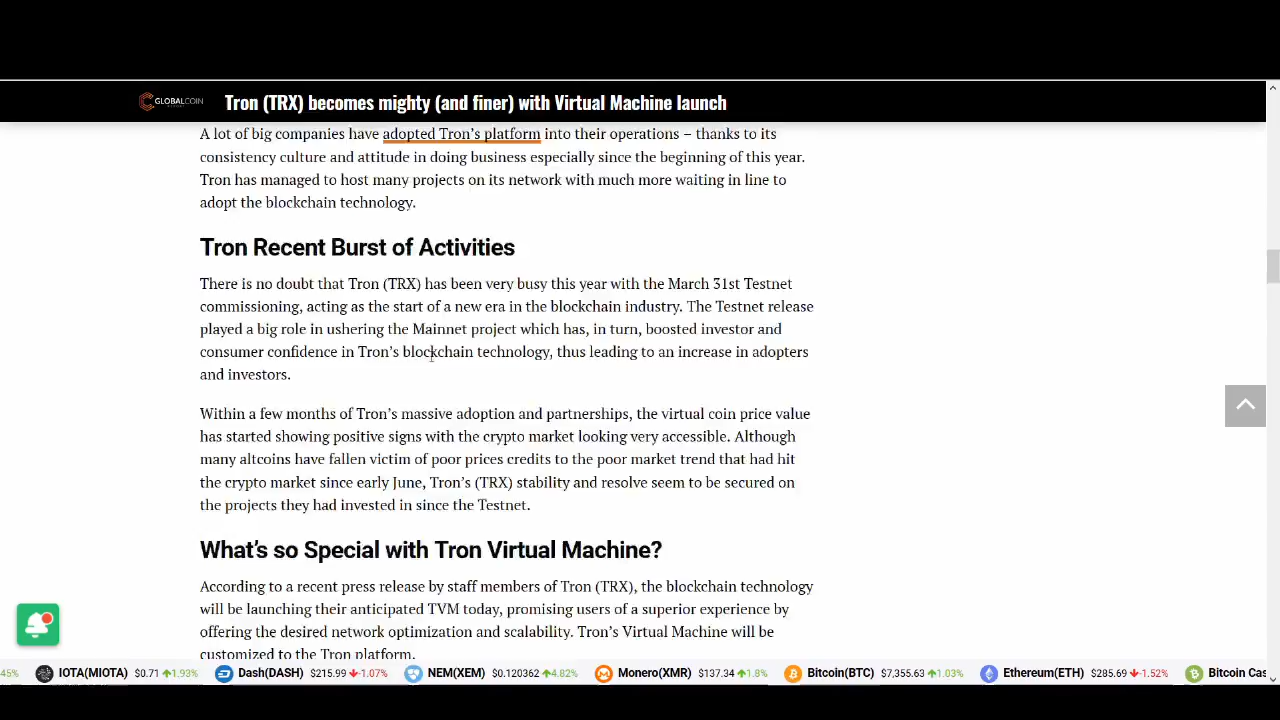 GLOBALCOIN
Tron (TRX) becomes mighty (and finer) with Virtual Machine launch
A lot of big companies have adopted Tron’s platform into their operations – thanks to its
consistency culture and attitude in doing business especially since the beginning of this year.
Tron has managed to host many projects on its network with much more waiting in line to
adopt the blockchain technology.
Tron Recent Burst of Activities
There is no doubt that Tron (TRX) has been very busy this year with the March 31st Testnet
commissioning, acting as the start of a new era in the blockchain industry. The Testnet release
played a big role in ushering the Mainnet project which has, in turn, boosted investor and
consumer confidence in Tron’s blockchain technology, thus leading to an increase in adopters
and investors.
Within a few months of Tron’s massive adoption and partnerships, the virtual coin price value
has started showing positive signs with the crypto market looking very accessible. Although
many altcoins have fallen victim of poor prices credits to the poor market trend that had hit
the crypto market since early June, Tron’s (TRX) stability and resolve seem to be secured on
the projects they had invested in since the Testnet.
What’s so Special with Tron Virtual Machine?
According to a recent press release by staff members of Tron (TRX), the blockchain technology
will be launching their anticipated TVM today, promising users of a superior experience by
offering the desired network optimization and scalability. Tron’s Virtual Machine will be
customized to the Tron platform.
45% IOTA(MIOTA) $0.71 1.93% Dash(DASH) $215.99 -1.07% NEM(XEM) $0.120362 4.82% Monero(XMR) $137.34 1.8% Bitcoin(BTC) $7,355.63 1.03% Ethereum(ETH) $285.69 -1.52% Bitcoin Cas